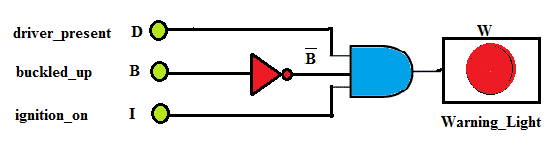 driver_present D
buckled_up B
B̅
ignition_on I
W
Warning_Light